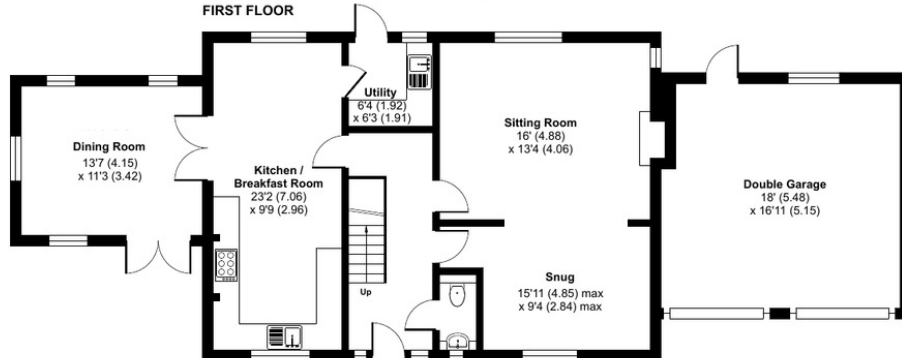 FIRST FLOOR
Utility
6'4 (1.92)
x 6'3 (1.91)
Sitting Room
16' (4.88)
x 13'4 (4.06)
Dining Room
13'7 (4.15)
x 11'3 (3.42)
Kitchen /
Breakfast Room
23'2 (7.06)
x 9'9 (2.96)
Double Garage
18' (5.48)
x 16'11 (5.15)
Up
Snug
15'11 (4.85) max
x 9'4 (2.84) max